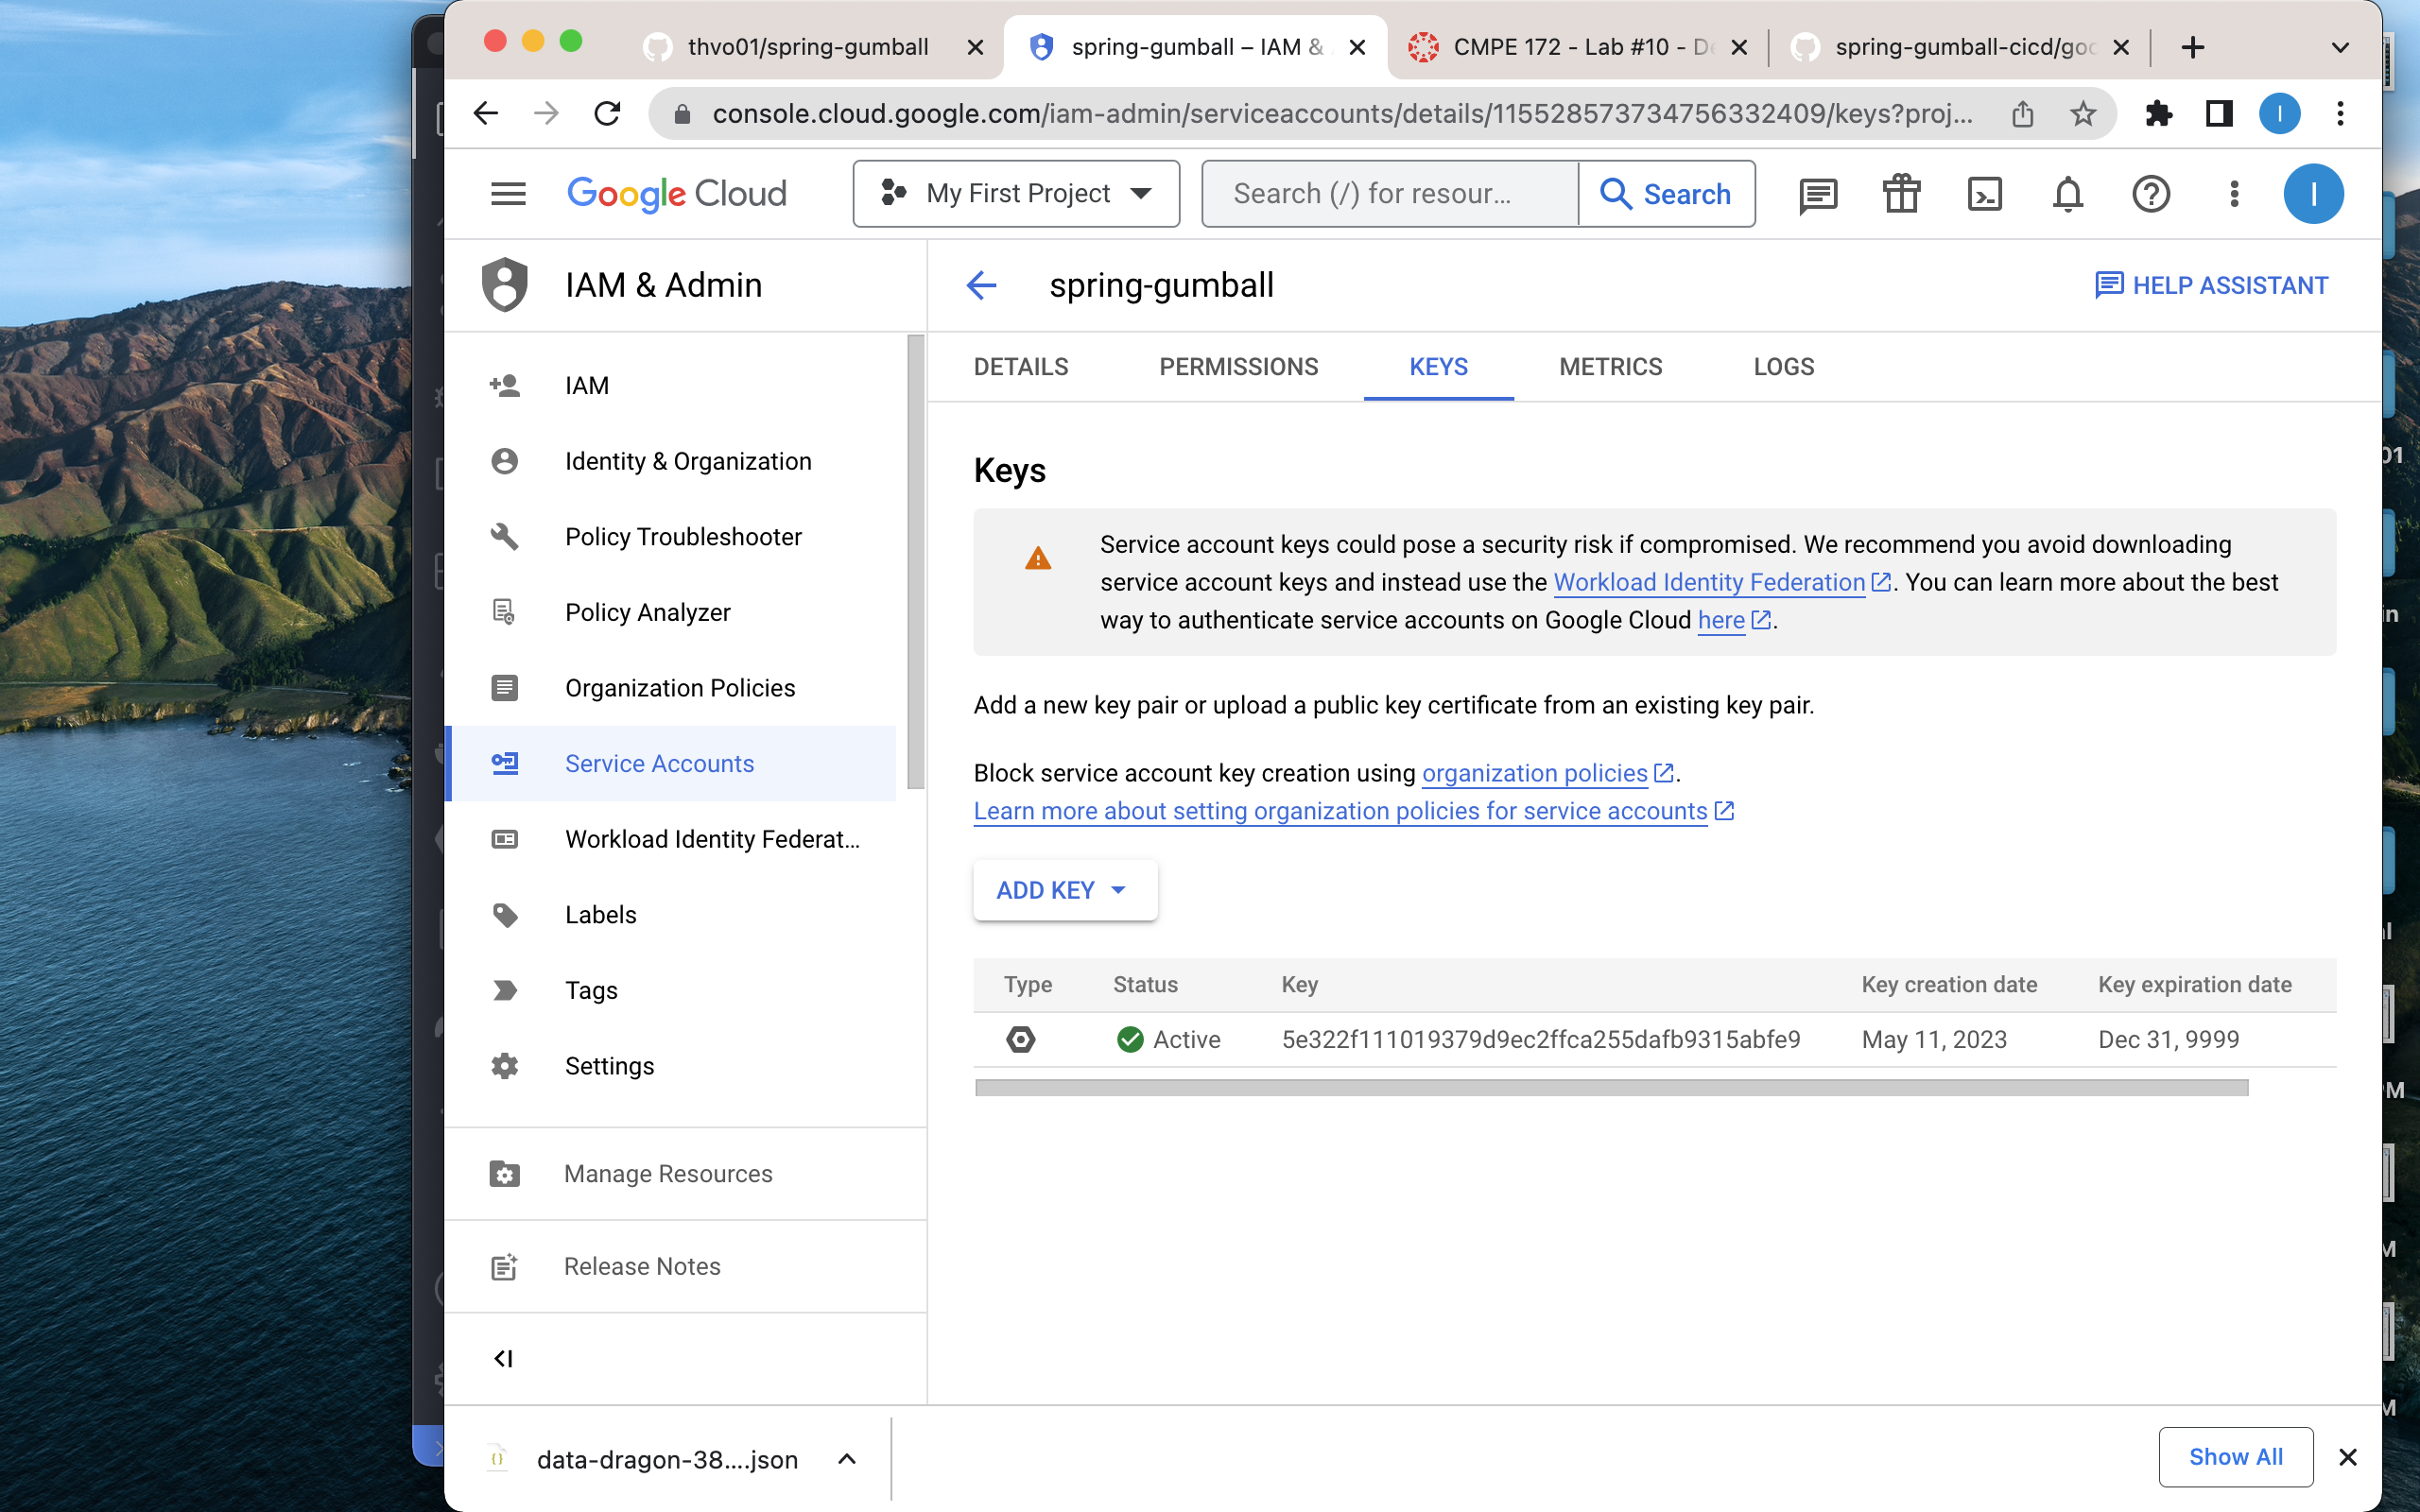 thvo01/spring-gumball
spring-gumball – IAM &
CMPE 172 - Lab #10 - De
spring-gumball-cicd/goo
console.cloud.google.com/iam-admin/serviceaccounts/details/115528573734756332409/keys?proj...
I
Google Cloud
My First Project
Search (/) for resour...
Search
I
IAM & Admin
spring-gumball
HELP ASSISTANT
DETAILS
PERMISSIONS
KEYS
METRICS
LOGS
IAM
Identity & Organization
Policy Troubleshooter
Policy Analyzer
Organization Policies
Service Accounts
Workload Identity Federat...
Labels
Tags
Settings
Manage Resources
Release Notes
Keys
Service account keys could pose a security risk if compromised. We recommend you avoid downloading
service account keys and instead use the Workload Identity Federation. You can learn more about the best
way to authenticate service accounts on Google Cloud here.
Add a new key pair or upload a public key certificate from an existing key pair.
Block service account key creation using organization policies.
Learn more about setting organization policies for service accounts
ADD KEY
Type Status Key Key creation date Key expiration date
Active 5e322f111019379d9ec2ffca255dafb9315abfe9 May 11, 2023 Dec 31, 9999
data-dragon-38....json
Show All